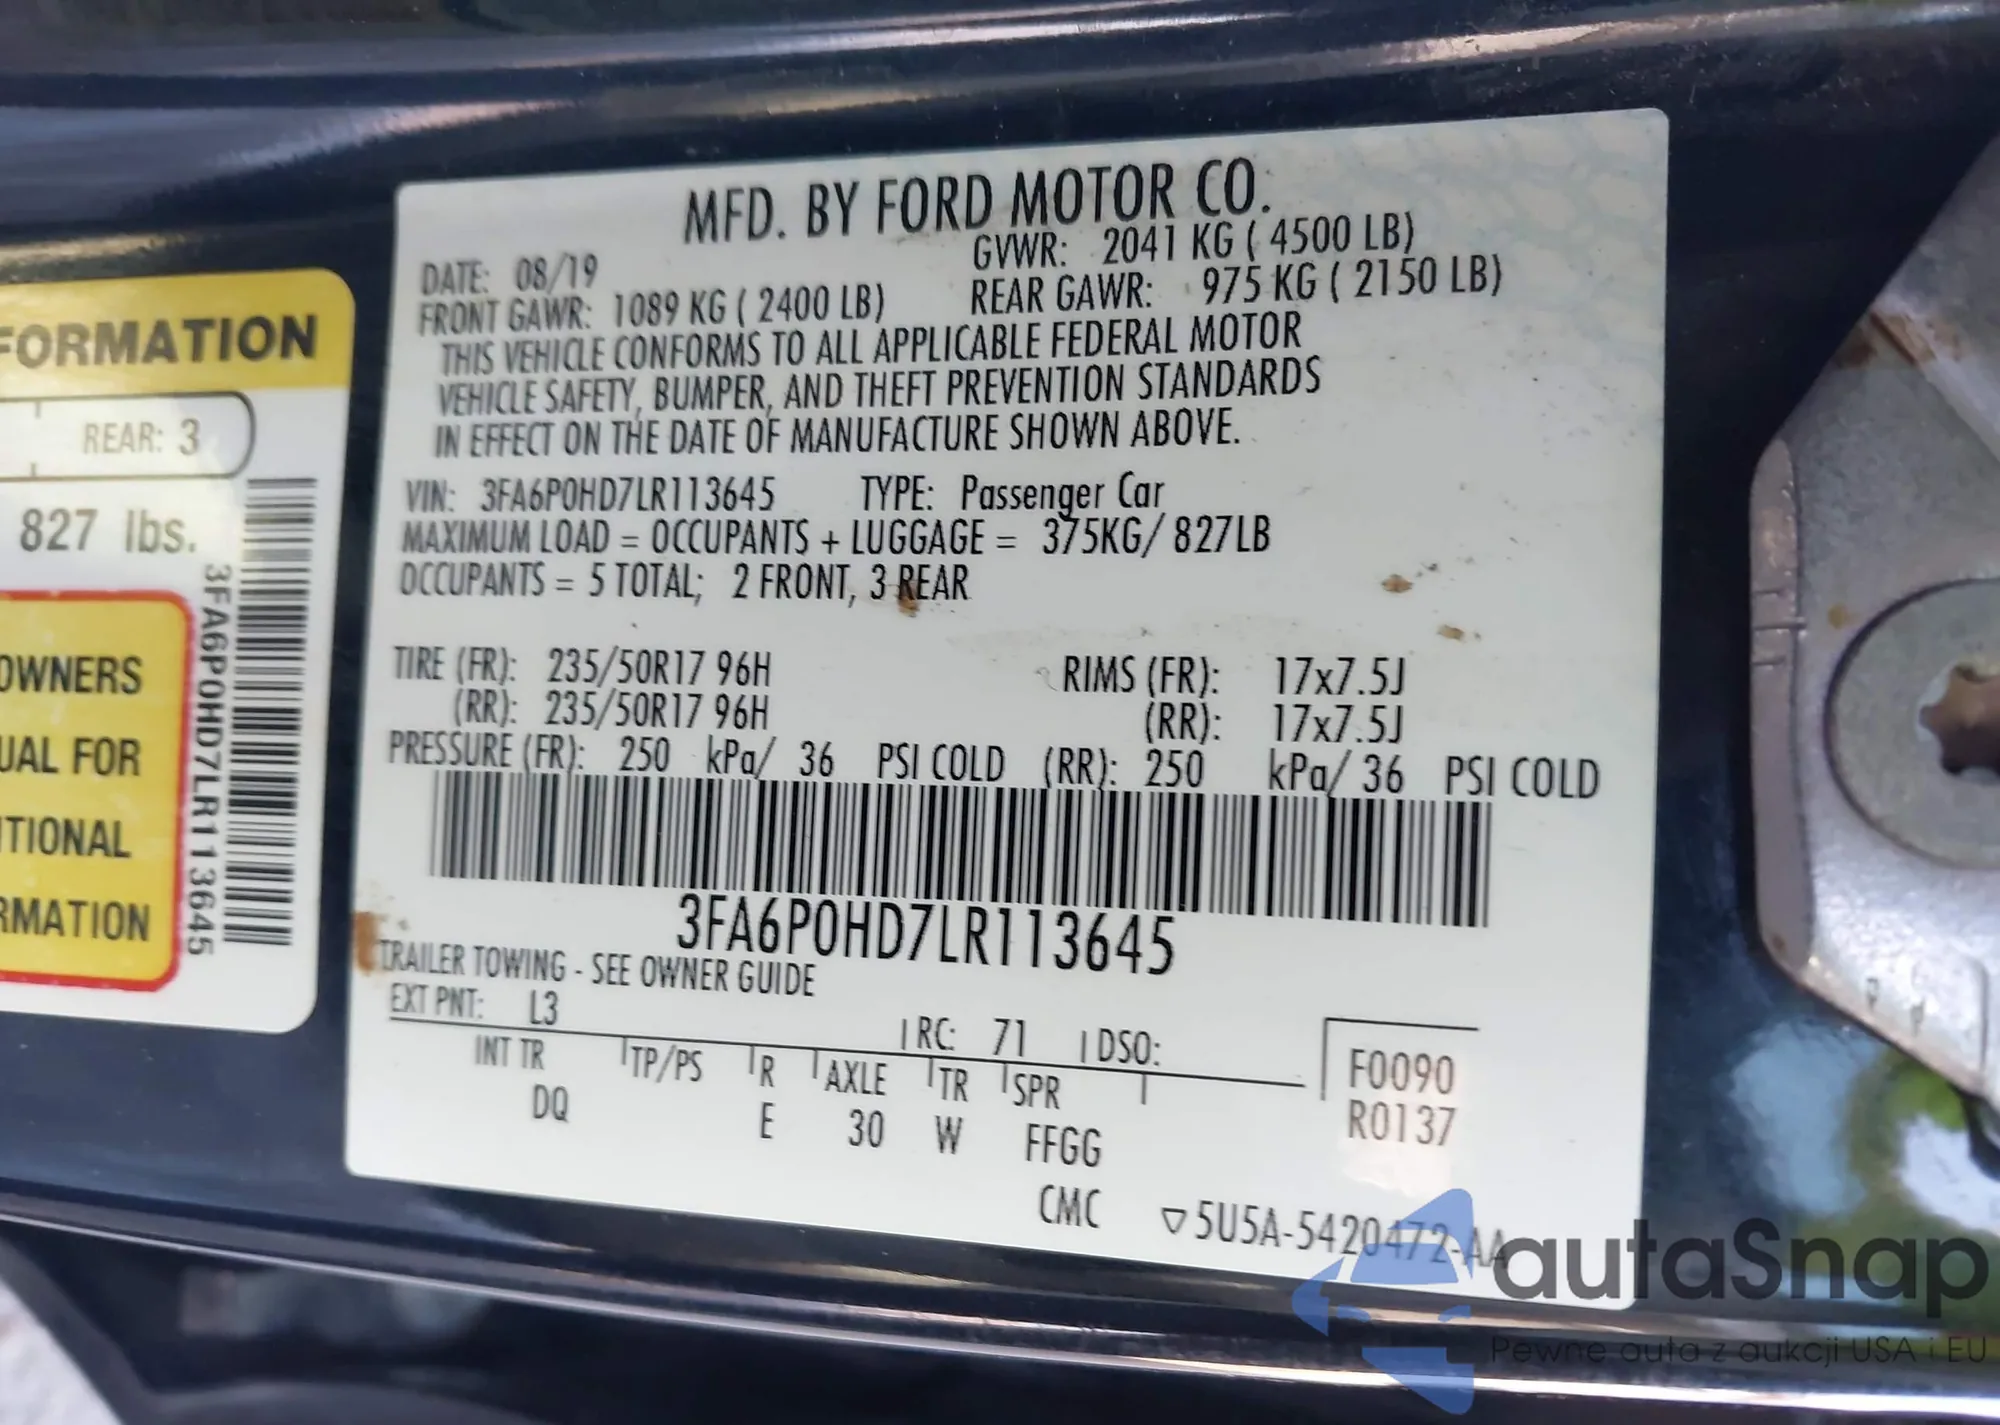 FORMATION
REAR: 3
827 lbs.
3FA6P0HD7LR113645
OWNERS
UAL FOR
ITIONAL
RMATION
MFD. BY FORD MOTOR CO.
DATE: 08/19 GVWR: 2041 KG ( 4500 LB)
FRONT GAWR: 1089 KG ( 2400 LB) REAR GAWR: 975 KG ( 2150 LB)
THIS VEHICLE CONFORMS TO ALL APPLICABLE FEDERAL MOTOR
VEHICLE SAFETY, BUMPER, AND THEFT PREVENTION STANDARDS
IN EFFECT ON THE DATE OF MANUFACTURE SHOWN ABOVE.
VIN: 3FA6P0HD7LR113645 TYPE: Passenger Car
MAXIMUM LOAD = OCCUPANTS + LUGGAGE = 375KG/ 827LB
OCCUPANTS = 5 TOTAL; 2 FRONT, 3 REAR
TIRE (FR): 235/50R17 96H RIMS (FR): 17x7.5J
(RR): 235/50R17 96H (RR): 17x7.5J
PRESSURE (FR): 250 kPa/ 36 PSI COLD (RR): 250 kPa/ 36 PSI COLD
3FA6P0HD7LR113645
TRAILER TOWING - SEE OWNER GUIDE
EXT PNT: L3 RC: 71 DSO:
INT TR TP/PS R AXLE TR SPR
DQ E 30 W FFGG
F0090
R0137
CMC ▽5U5A-5420472-AA
autaSnap
Pewne auta z aukcji USA i EU